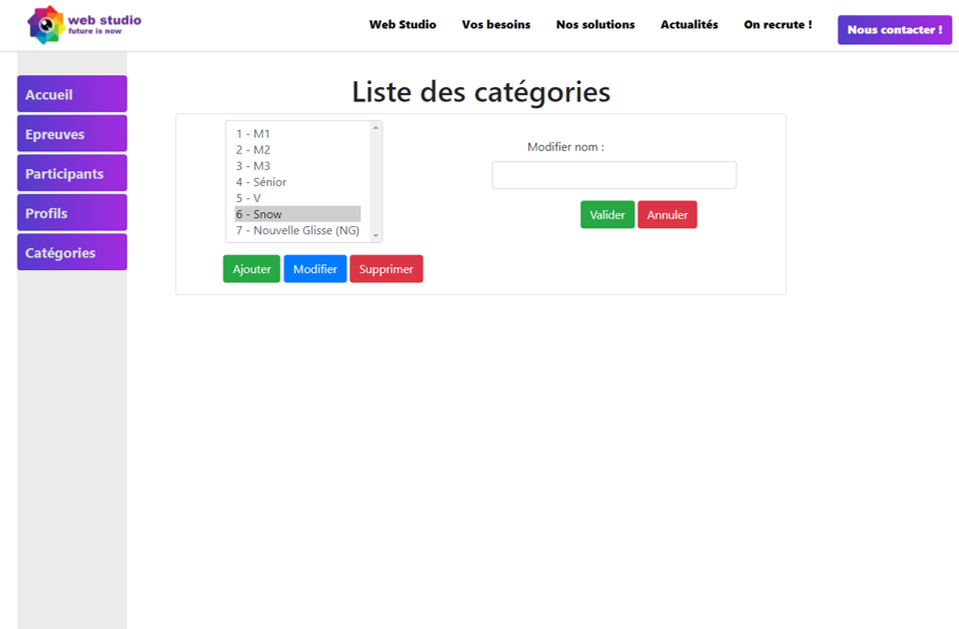 web studio
future is now
Web Studio Vos besoins Nos solutions Actualités On recrute ! Nous contacter !
Accueil
Epreuves
Participants
Profils
Catégories
Liste des catégories
1 - M1
2 - M2
3 - M3
4 - Sénior
5 - V
6 - Snow
7 - Nouvelle Glisse (NG)
Ajouter Modifier Supprimer
Modifier nom :
Valider Annuler